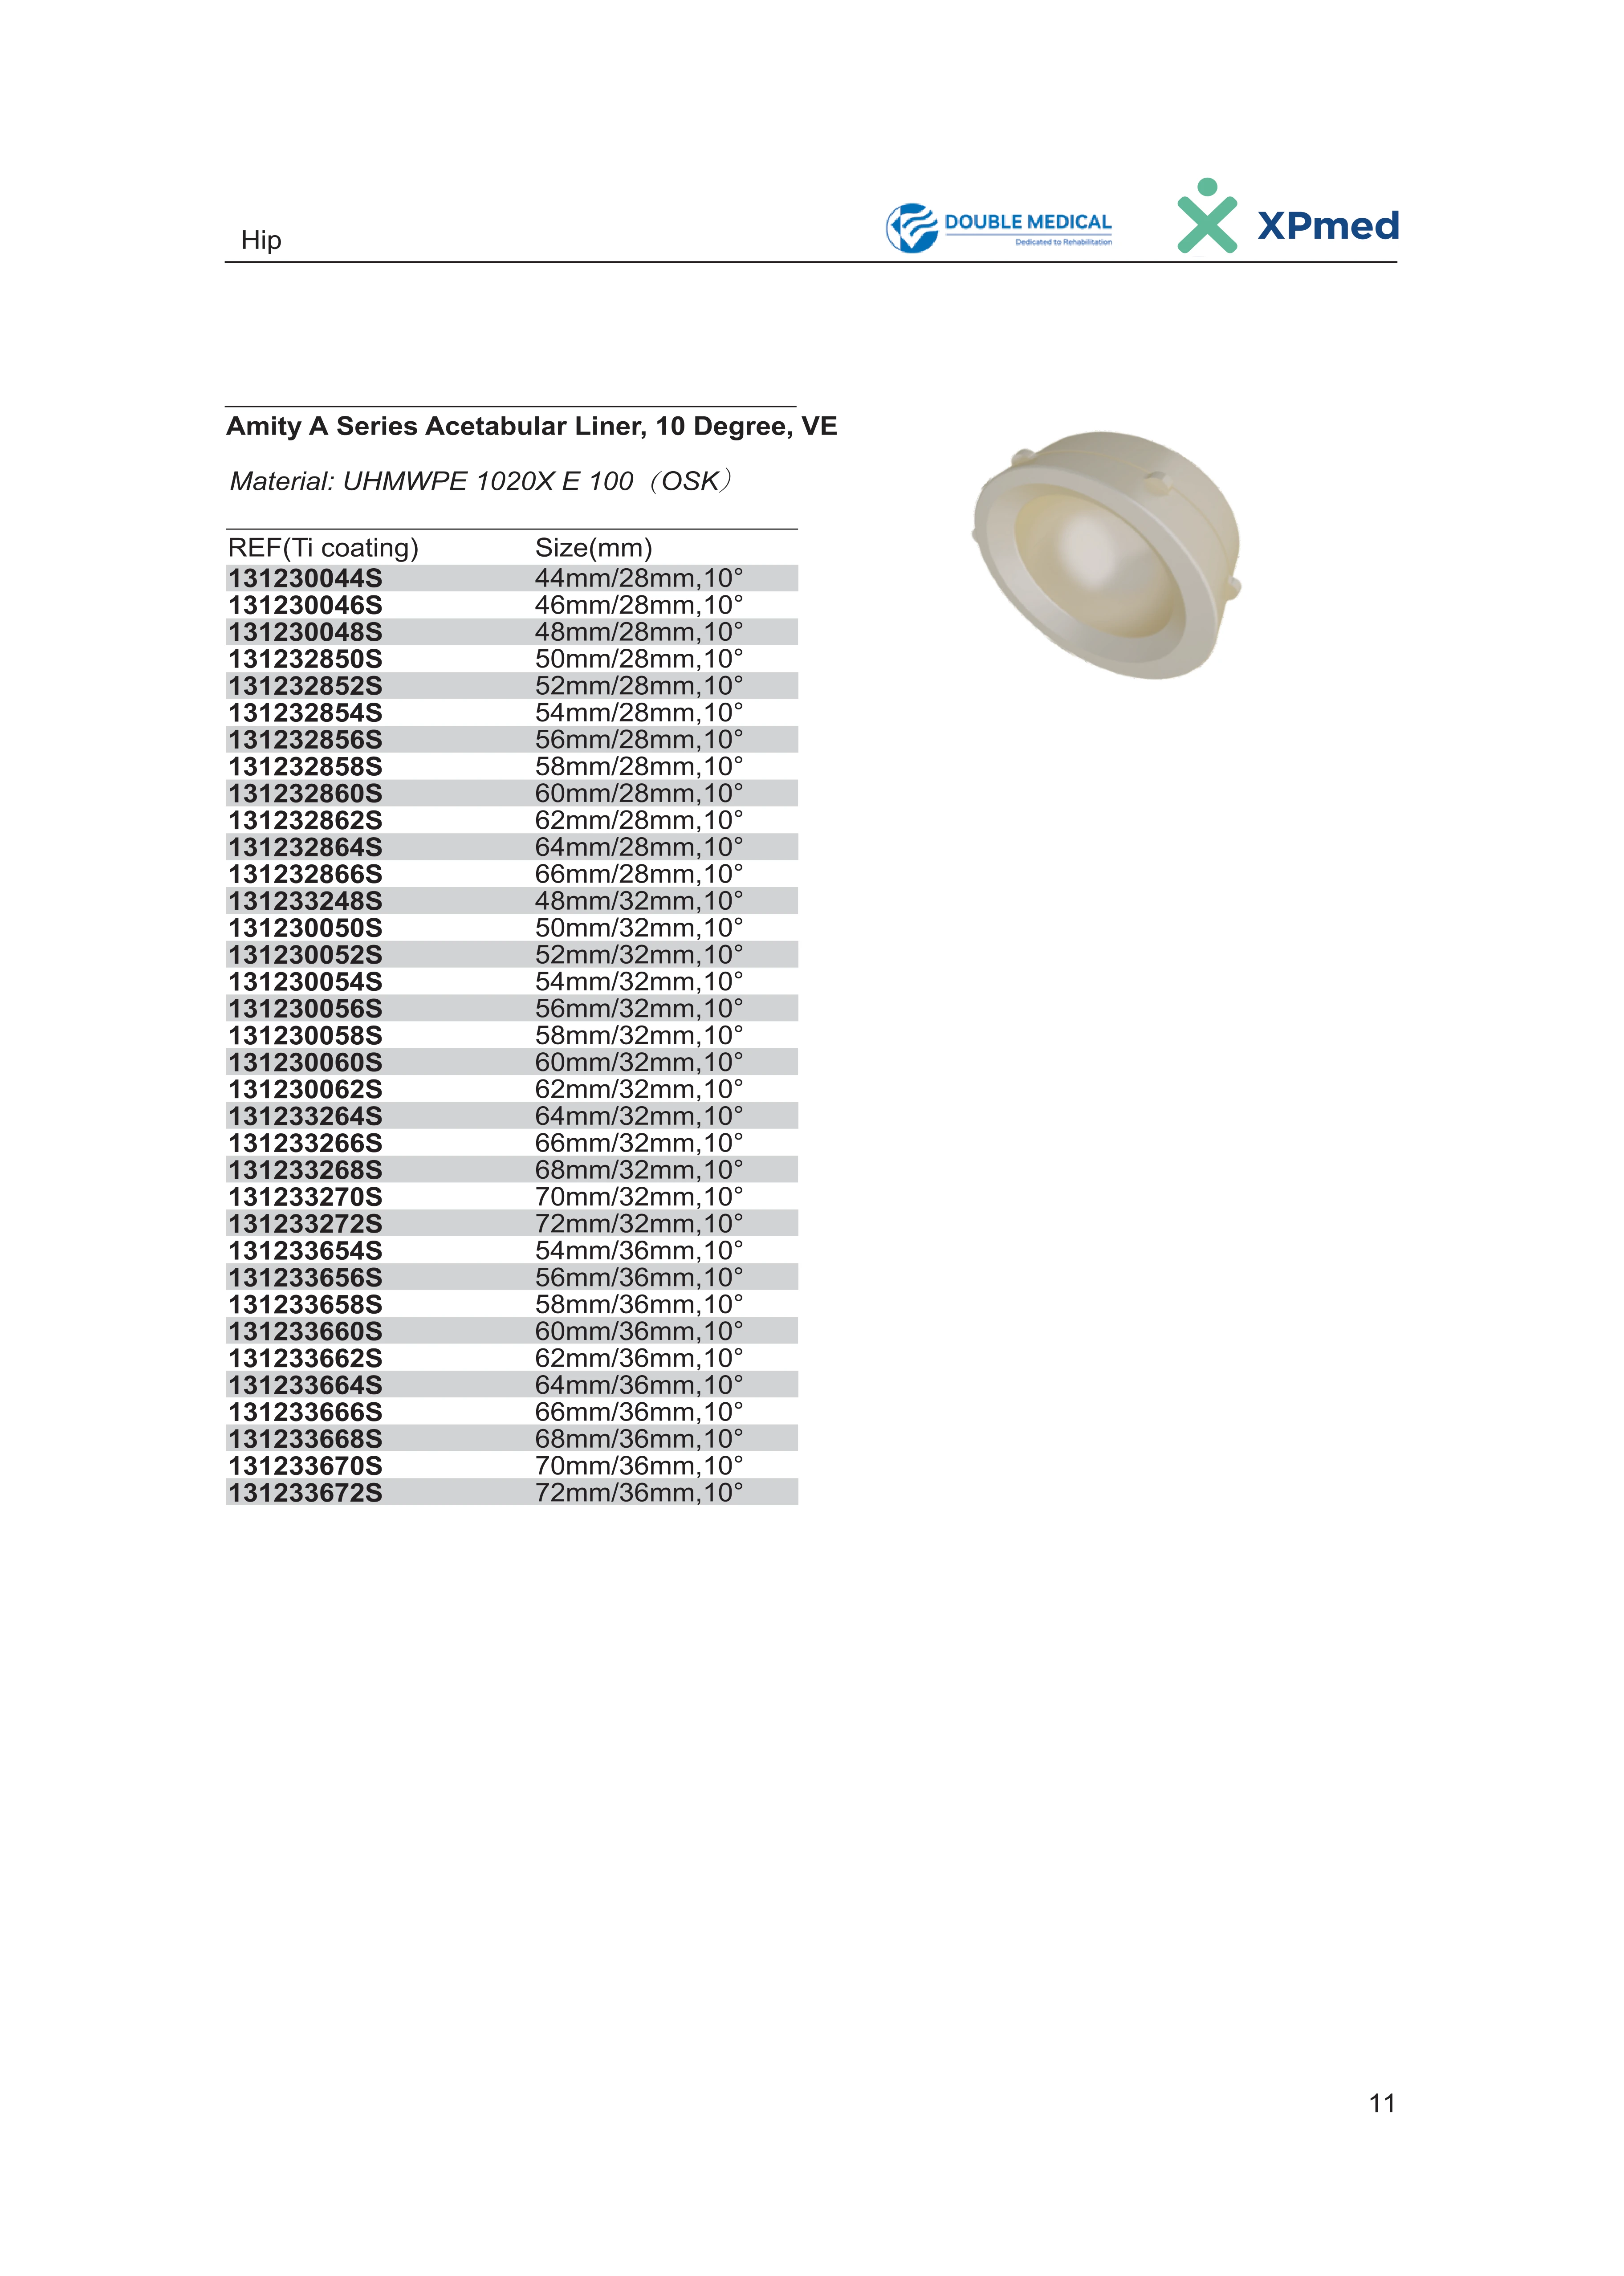 Hip
DOUBLE MEDICAL
Dedicated to Rehabilitation
XPmed
Amity A Series Acetabular Liner, 10 Degree, VE
Material: UHMWPE 1020X E 100（OSK）
REF(Ti coating) Size(mm)
131230044S 44mm/28mm,10°
131230046S 46mm/28mm,10°
131230048S 48mm/28mm,10°
131232850S 50mm/28mm,10°
131232852S 52mm/28mm,10°
131232854S 54mm/28mm,10°
131232856S 56mm/28mm,10°
131232858S 58mm/28mm,10°
131232860S 60mm/28mm,10°
131232862S 62mm/28mm,10°
131232864S 64mm/28mm,10°
131232866S 66mm/28mm,10°
131233248S 48mm/32mm,10°
131230050S 50mm/32mm,10°
131230052S 52mm/32mm,10°
131230054S 54mm/32mm,10°
131230056S 56mm/32mm,10°
131230058S 58mm/32mm,10°
131230060S 60mm/32mm,10°
131230062S 62mm/32mm,10°
131233264S 64mm/32mm,10°
131233266S 66mm/32mm,10°
131233268S 68mm/32mm,10°
131233270S 70mm/32mm,10°
131233272S 72mm/32mm,10°
131233654S 54mm/36mm,10°
131233656S 56mm/36mm,10°
131233658S 58mm/36mm,10°
131233660S 60mm/36mm,10°
131233662S 62mm/36mm,10°
131233664S 64mm/36mm,10°
131233666S 66mm/36mm,10°
131233668S 68mm/36mm,10°
131233670S 70mm/36mm,10°
131233672S 72mm/36mm,10°
11